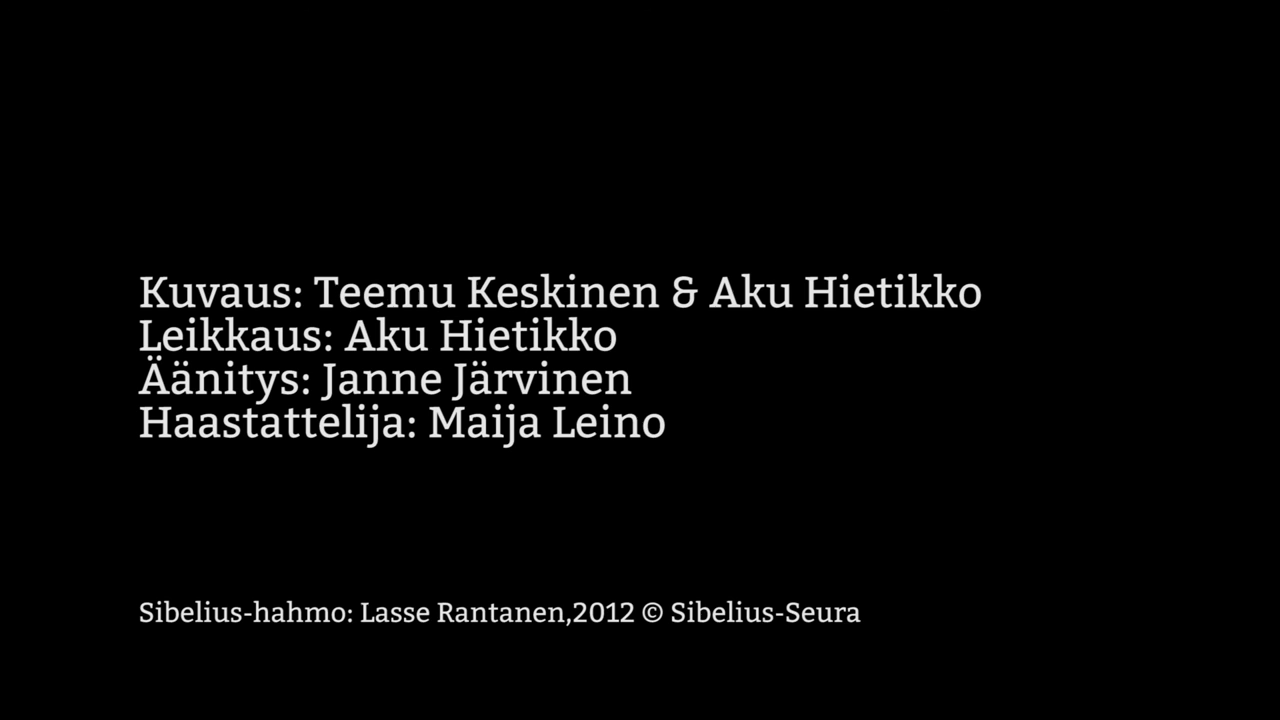 Kuvaus: Teemu Keskinen & Aku Hietikko
Leikkaus: Aku Hietikko
Äänitys: Janne Järvinen
Haastattelija: Maija Leino
Sibelius-hahmo: Lasse Rantanen,2012 © Sibelius-Seura